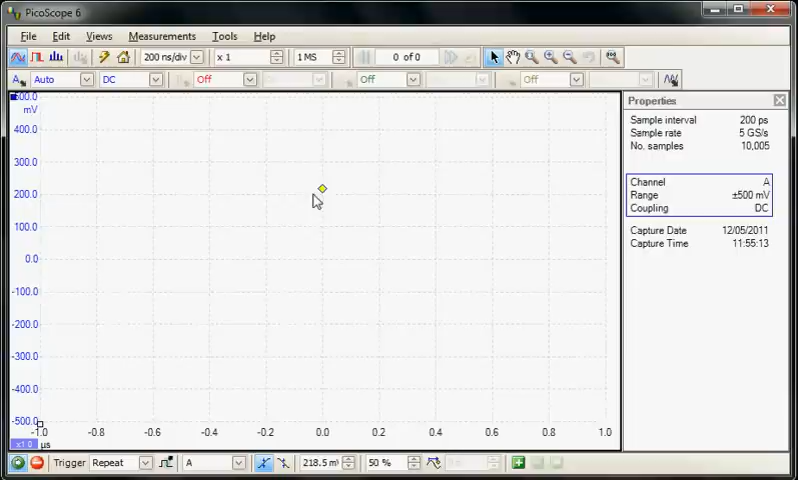 PicoScope 6
File Edit Views Measurements Tools Help
200 ns/div x 1 1 MS 0 of 0
A Auto DC Off Off Off
500.0
mV
400.0
300.0
200.0
100.0
0.0
-100.0
-200.0
-300.0
-400.0
-500.0
-1.0 -0.8 -0.6 -0.4 -0.2 0.0 0.2 0.4 0.6 0.8 1.0
x1.0 µs
Properties
Sample interval 200 ps
Sample rate 5 GS/s
No. samples 10,005
Channel A
Range ±500 mV
Coupling DC
Capture Date 12/05/2011
Capture Time 11:55:13
Trigger Repeat A 218.5 m 50 %